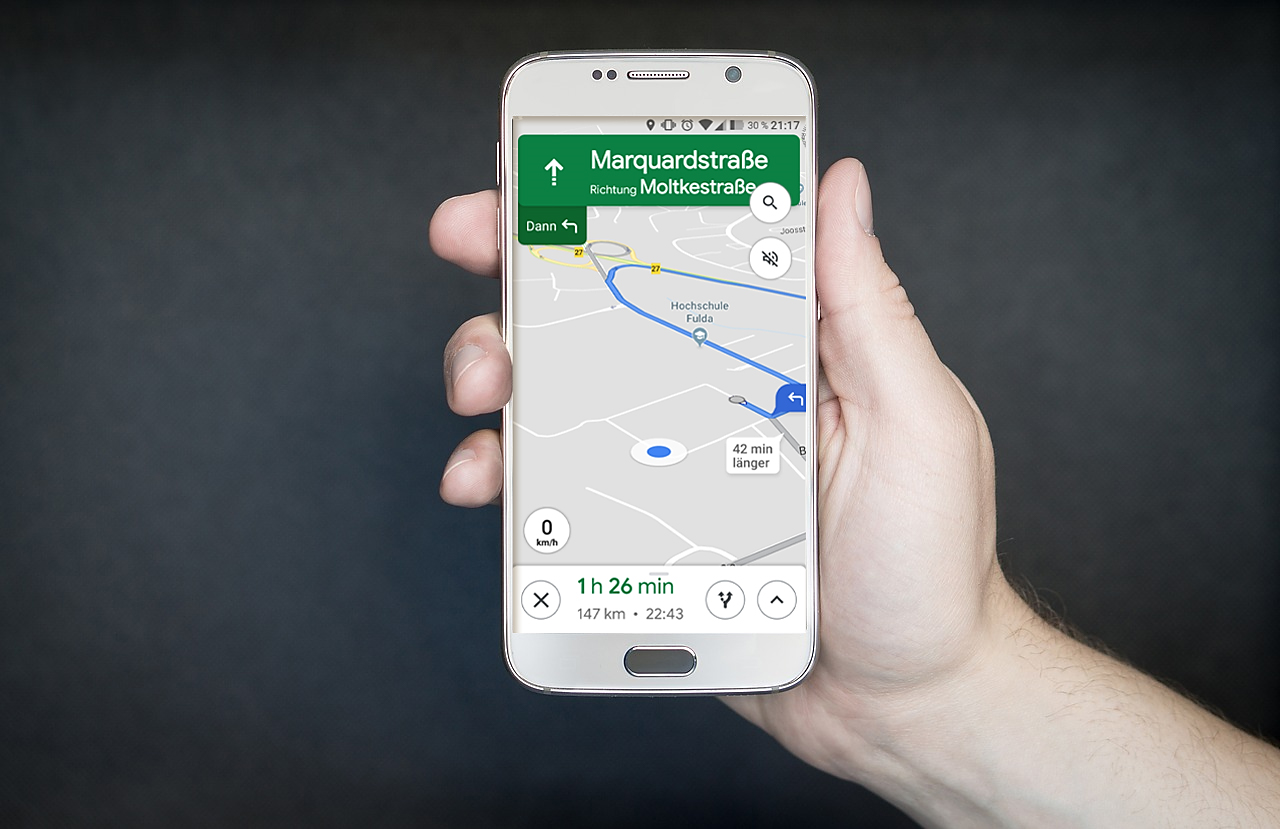 30 % 21:17
Marquardstraße
Richtung Moltkestraße
Dann
27
27
Hochschule
Fulda
42 min
länger
0
km/h
1 h 26 min
147 km • 22:43